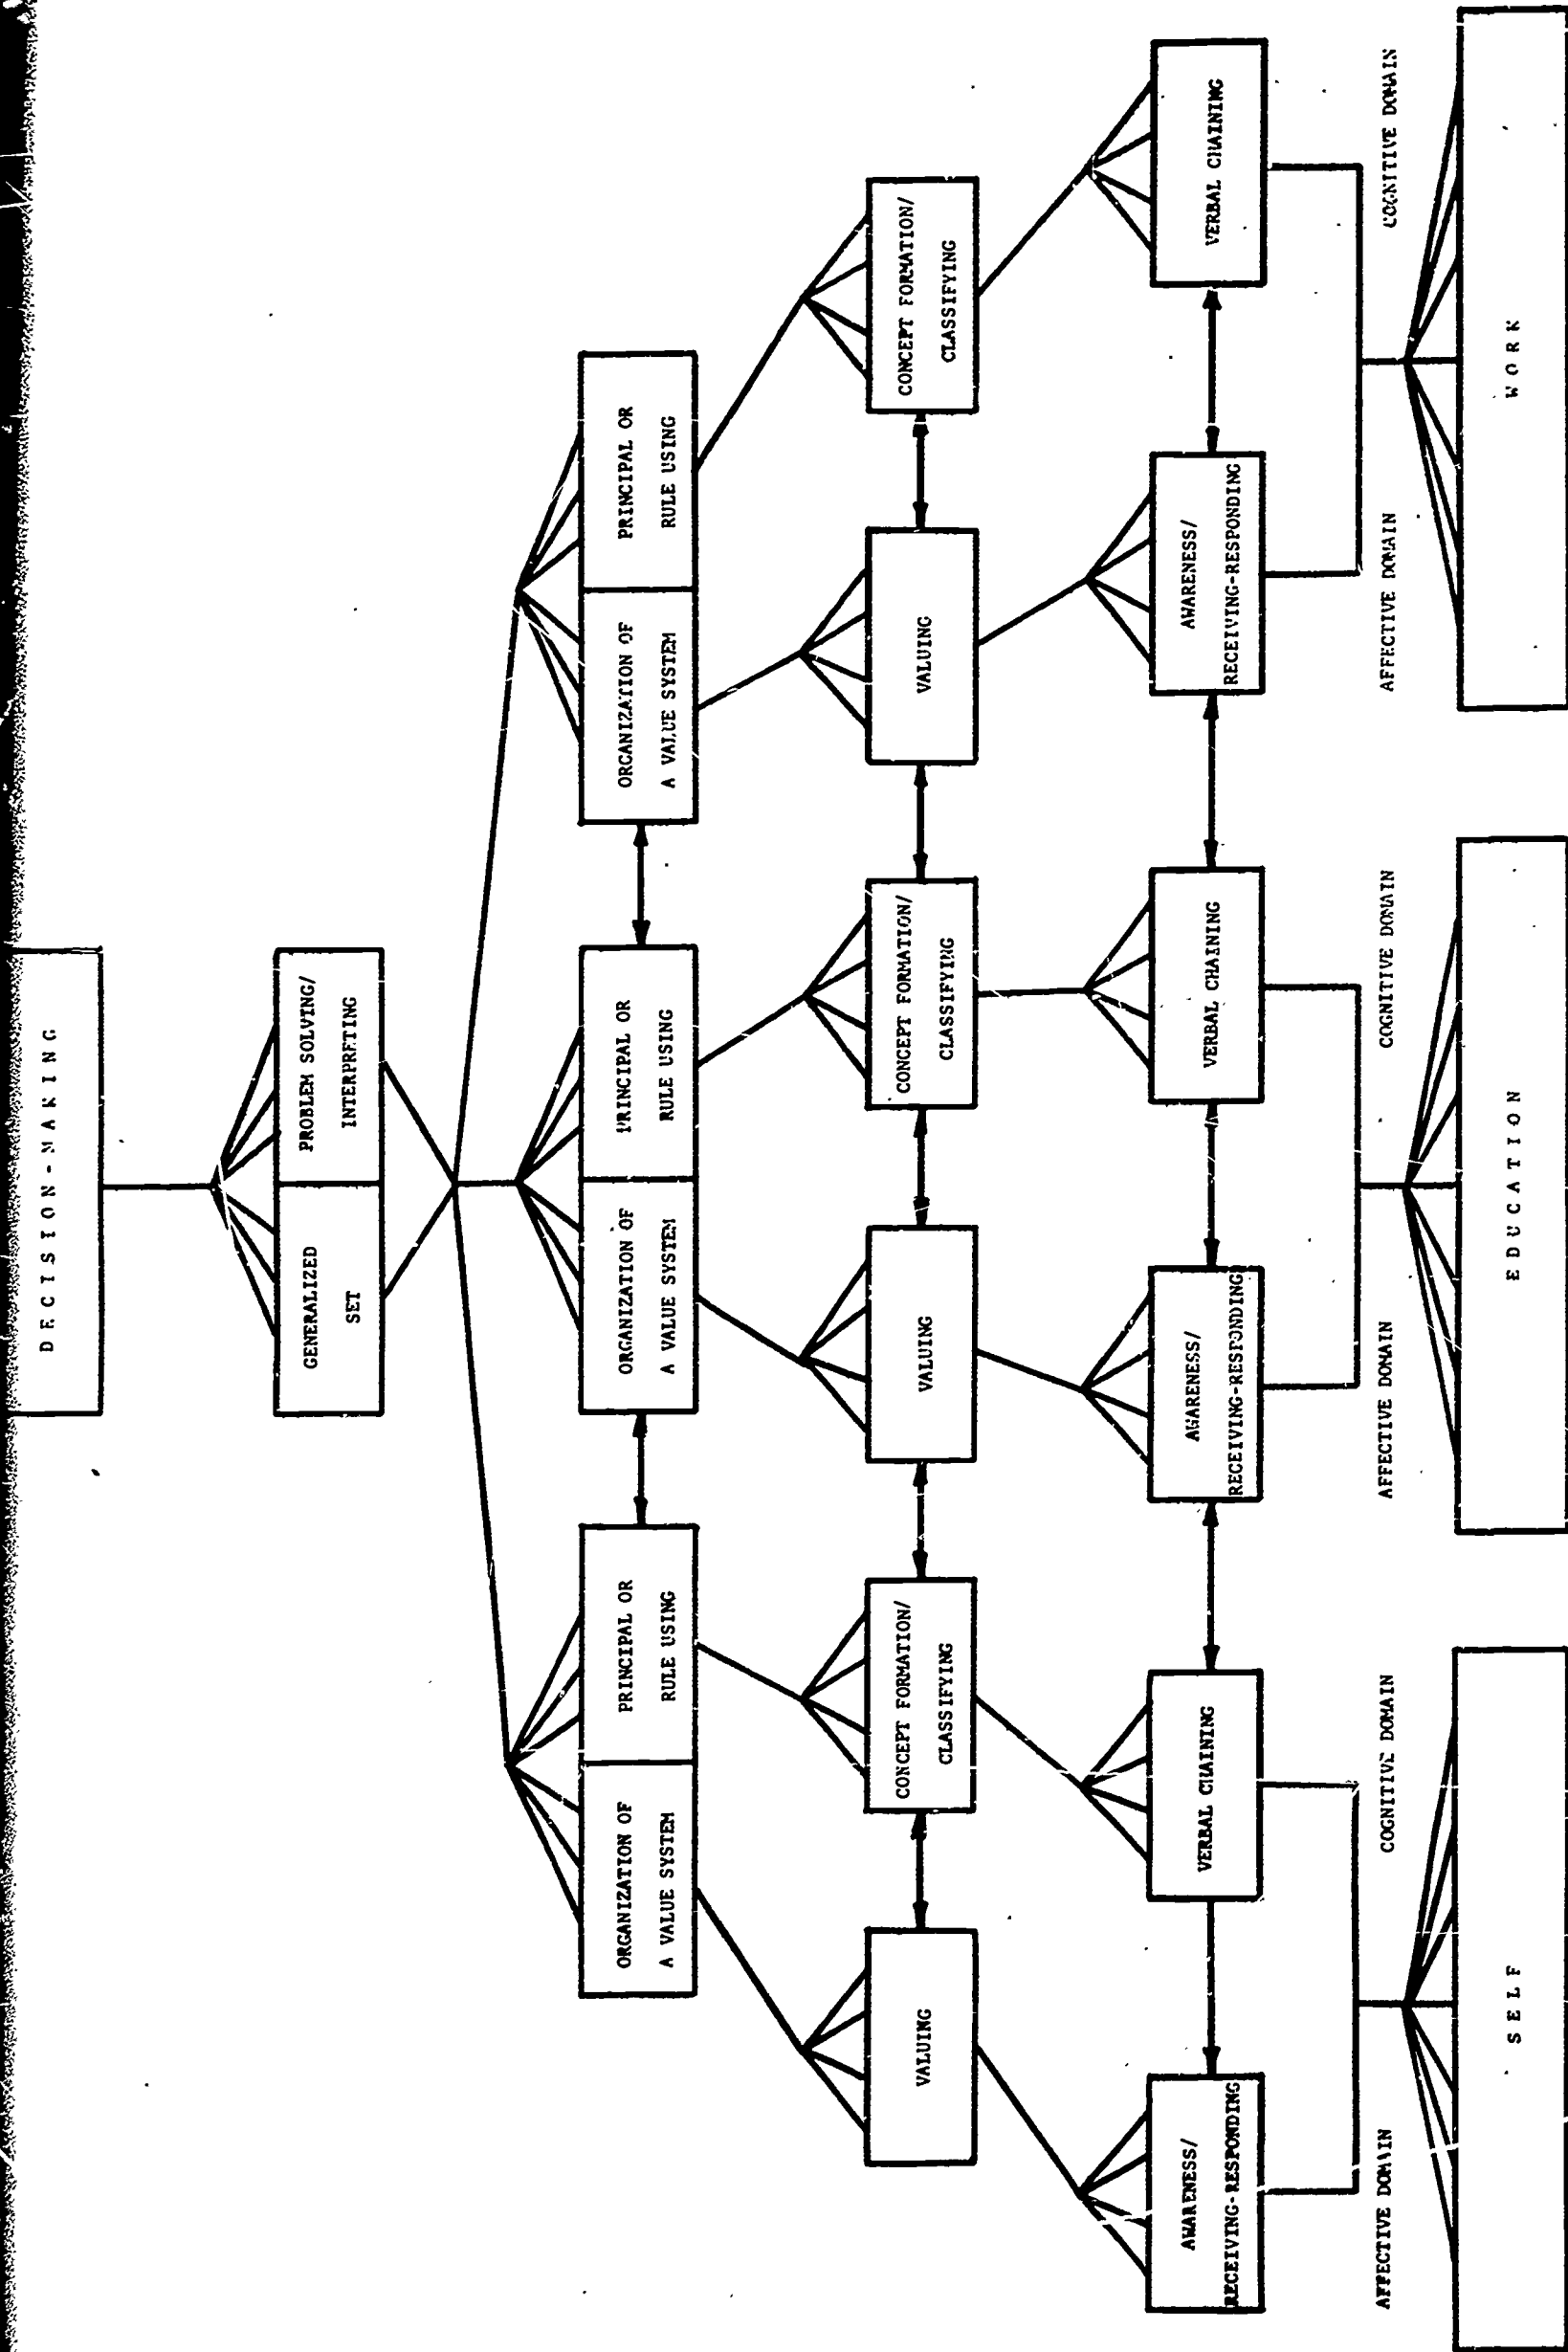 DECISION-MAKING
GENERALIZED
SET
PROBLEM SOLVING/
INTERPRETING
ORGANIZATION OF
A VALUE SYSTEM
PRINCIPAL OR
RULE USING
ORGANIZATION OF
A VALUE SYSTEM
PRINCIPAL OR
RULE USING
ORGANIZATION OF
A VALUE SYSTEM
PRINCIPAL OR
RULE USING
VALUING
CONCEPT FORMATION/
CLASSIFYING
VALUING
CONCEPT FORMATION/
CLASSIFYING
VALUING
CONCEPT FORMATION/
CLASSIFYING
AWARENESS/
RECEIVING-RESPONDING
VERBAL CHAINING
AWARENESS/
RECEIVING-RESPONDING
VERBAL CHAINING
AWARENESS/
RECEIVING-RESPONDING
VERBAL CHAINING
AFFECTIVE DOMAIN
COGNITIVE DOMAIN
AFFECTIVE DOMAIN
COGNITIVE DOMAIN
AFFECTIVE DOMAIN
COGNITIVE DOMAIN
SELF
EDUCATION
WORK